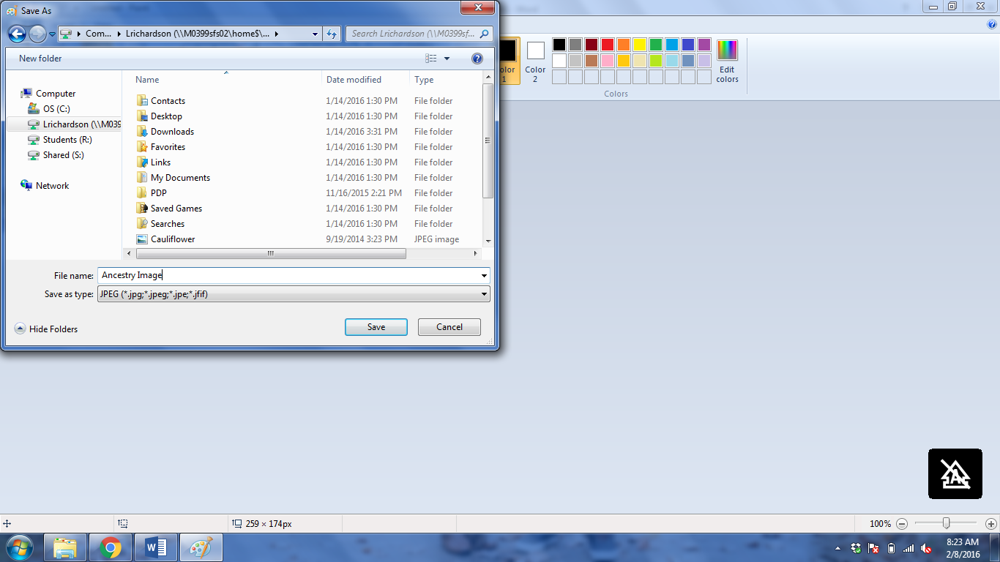 Save As
Com... Lrichardson (\\M0399sfs02\home$\...
Search Lrichardson (\\M0399sf...
New folder
Name Date modified Type
Computer
OS (C:)
Lrichardson (\\M039
Students (R:)
Shared (S:)
Network
Contacts 1/14/2016 1:30 PM File folder
Desktop 1/14/2016 1:30 PM File folder
Downloads 1/14/2016 3:31 PM File folder
Favorites 1/14/2016 1:30 PM File folder
Links 1/14/2016 1:30 PM File folder
My Documents 1/14/2016 1:30 PM File folder
PDP 11/16/2015 2:21 PM File folder
Saved Games 1/14/2016 1:30 PM File folder
Searches 1/14/2016 1:30 PM File folder
Cauliflower 9/19/2014 3:23 PM JPEG image
File name: Ancestry Image
Save as type: JPEG (*.jpg;*.jpeg;*.jpe;*.jfif)
Hide Folders
Save Cancel
olor
1
Color
2
Edit
colors
Colors
A
259 × 174px
100%
8:23 AM
2/8/2016